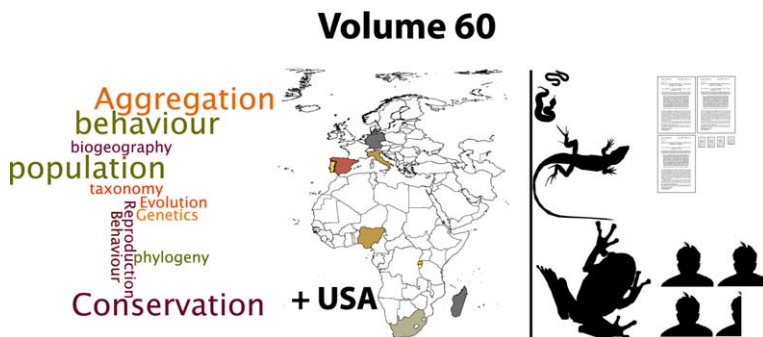 Volume 60
Aggregation
behaviour
biogeography
population
taxonomy
Evolution
Genetics
Reproduction
Behaviour
phylogeny
Conservation
+ USA